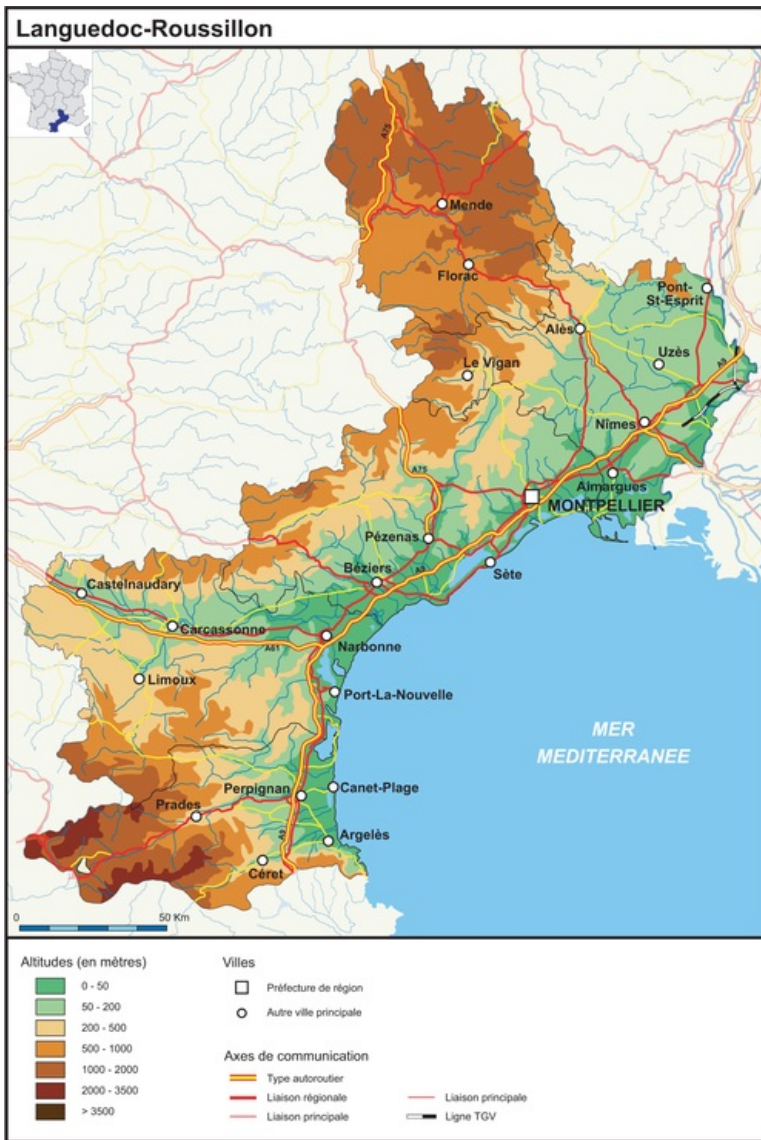 Languedoc-Roussillon
A75
Mende
Florac
Pont-
St-Esprit
Alès
Uzès
A9
Le Vigan
Nîmes
A75
Aimargues
MONTPELLIER
Pézenas
A9
Béziers
Sète
Castelnaudary
Carcassonne
A61
Narbonne
Limoux
Port-La-Nouvelle
MER
MEDITERRANEE
Perpignan
Canet-Plage
Prades
A9
Argelès
Céret
0 50 Km
Altitudes (en mètres)
0 - 50
50 - 200
200 - 500
500 - 1000
1000 - 2000
2000 - 3500
> 3500
Villes
Préfecture de région
Autre ville principale
Axes de communication
Type autoroutier
Liaison régionale
Liaison principale
Liaison principale
Ligne TGV